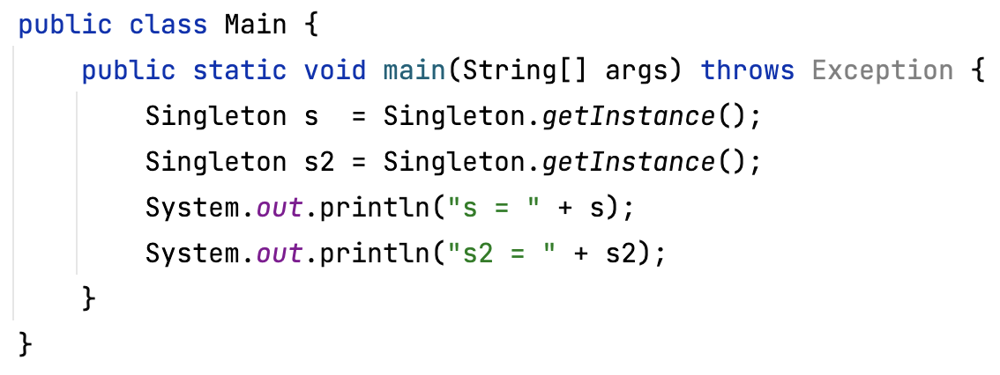 public class Main {
    public static void main(String[] args) throws Exception {
        Singleton s  = Singleton.getInstance();
        Singleton s2 = Singleton.getInstance();
        System.out.println("s = " + s);
        System.out.println("s2 = " + s2);
    }
}